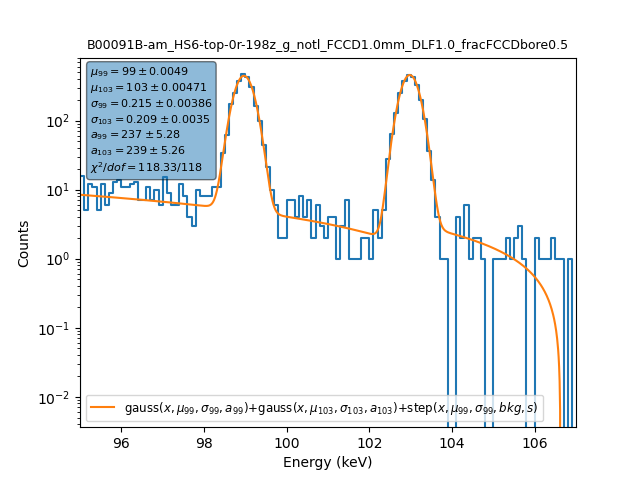 B00091B-am_HS6-top-0r-198z_g_notl_FCCD1.0mm_DLF1.0_fracFCCDbore0.5
μ₉₉ = 99 ± 0.0049
μ₁₀₃ = 103 ± 0.00471
σ₉₉ = 0.215 ± 0.00386
σ₁₀₃ = 0.209 ± 0.0035
a₉₉ = 237 ± 5.28
a₁₀₃ = 239 ± 5.26
χ²/dof = 118.33/118
10²
10¹
10⁰
10⁻¹
10⁻²
Counts
gauss(x, μ₉₉, σ₉₉, a₉₉)+gauss(x, μ₁₀₃, σ₁₀₃, a₁₀₃)+step(x, μ₉₉, σ₉₉, bkg, s)
96 98 100 102 104 106
Energy (keV)